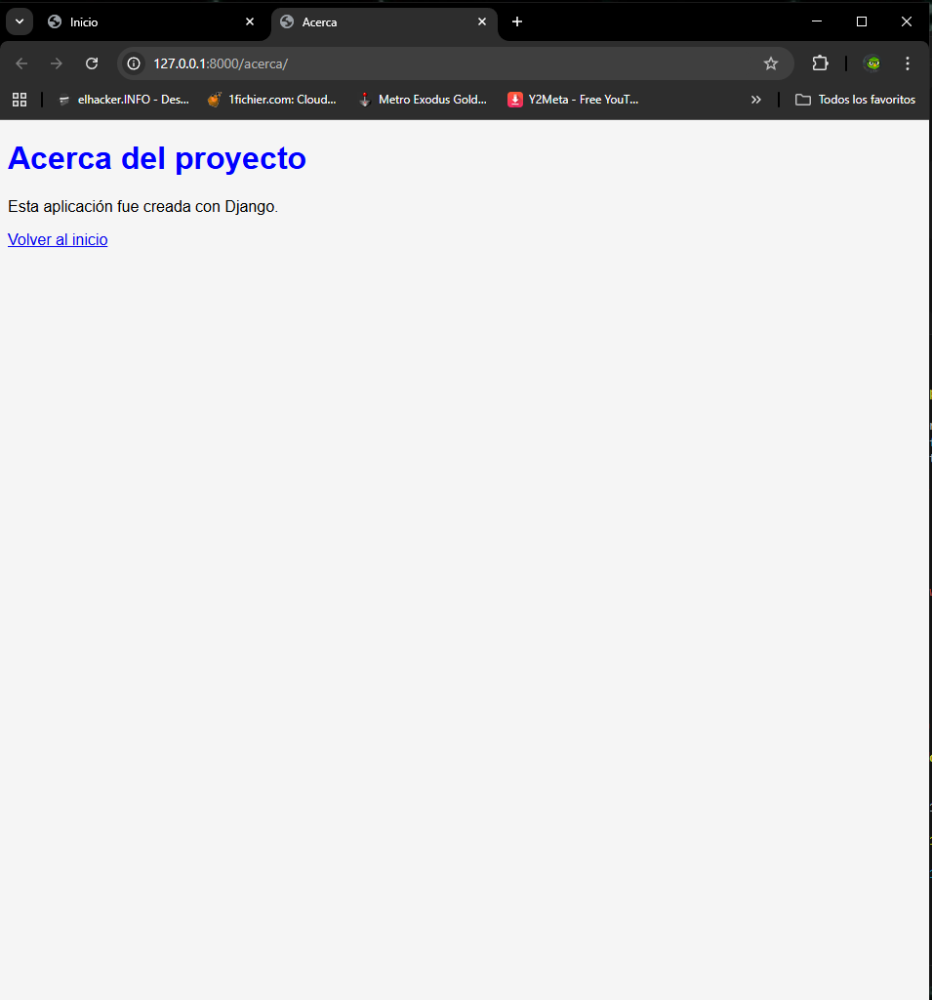 Inicio
Acerca
127.0.0.1:8000/acerca/
elhacker.INFO - Des...
1fichier.com: Cloud...
Metro Exodus Gold...
Y2Meta - Free YouT...
Todos los favoritos
Acerca del proyecto
Esta aplicación fue creada con Django.
Volver al inicio